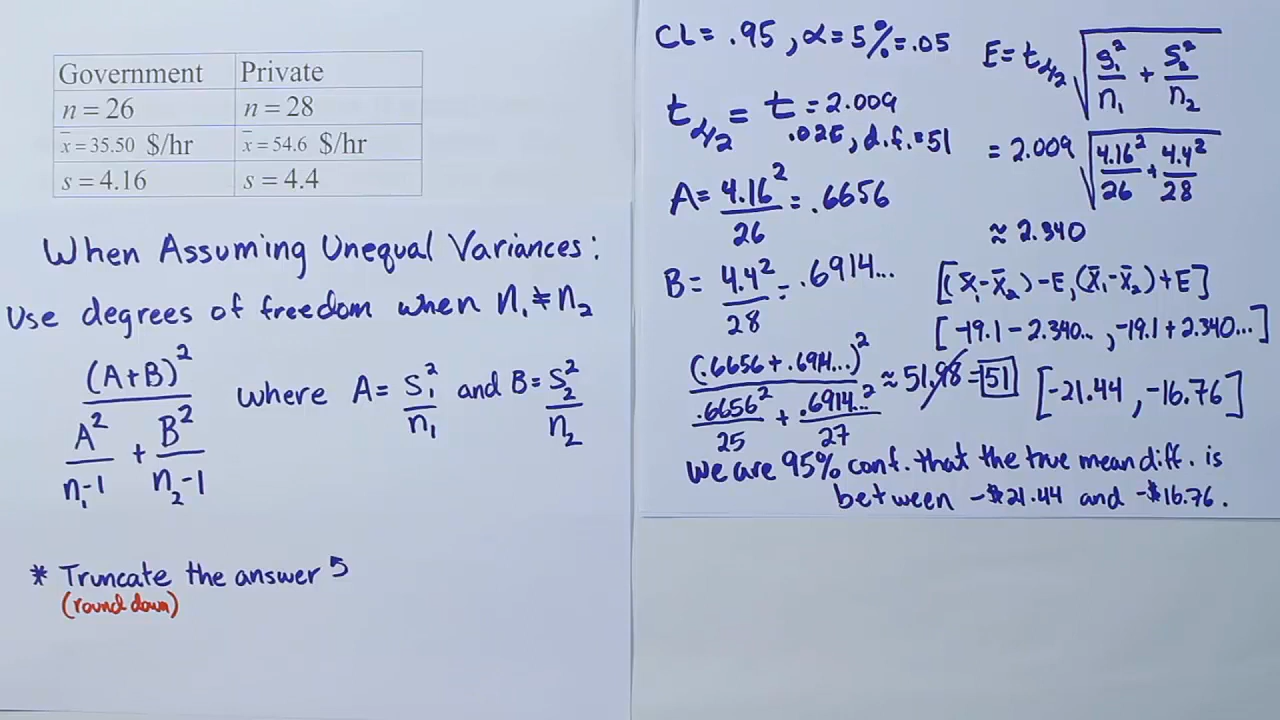 Government Private
n = 26 n = 28
x̄ = 35.50 $/hr x̄ = 54.6 $/hr
s = 4.16 s = 4.4
When Assuming Unequal Variances:
Use degrees of freedom when n₁ ≠ n₂
(A+B)²
A²/(n₁-1) + B²/(n₂-1)
where A = S₁²/n₁ and B = S₂²/n₂
* Truncate the answer
(round down)
CL = .95, α = 5% = .05
t α/2 = t .025, d.f.=51 = 2.009
A = 4.16²/26 = .6656
B = 4.4²/28 = .6914...
(.6656 + .6914...)²
.6656²/25 + .6914...²/27
≈ 51.98 = 51
E = t α/2 √(S₁²/n₁ + S₂²/n₂)
= 2.009 √(4.16²/26 + 4.4²/28)
≈ 2.340
[(x̄₁-x̄₂)-E, (x̄₁-x̄₂)+E]
[-19.1 - 2.340..., -19.1 + 2.340...]
[-21.44, -16.76]
We are 95% conf. that the true mean diff. is
between -$21.44 and -$16.76.